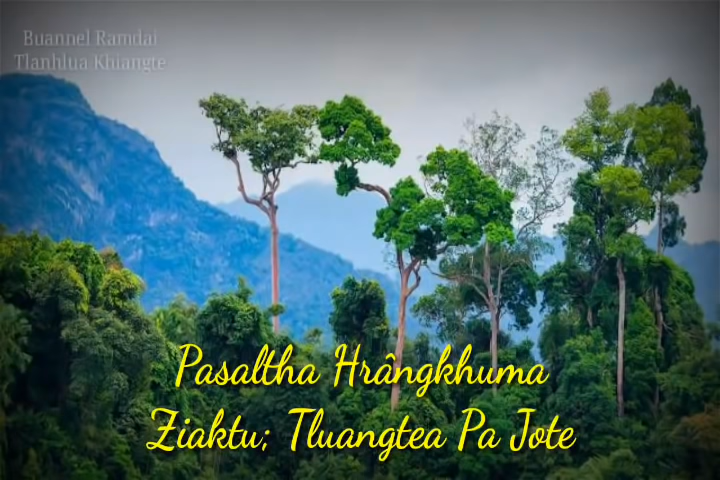 Buannel Ramdai
Tlanhlua Khiangte
Pasaltha Hrângkhuma
Ziaktu; Tluangtea Pa Jote